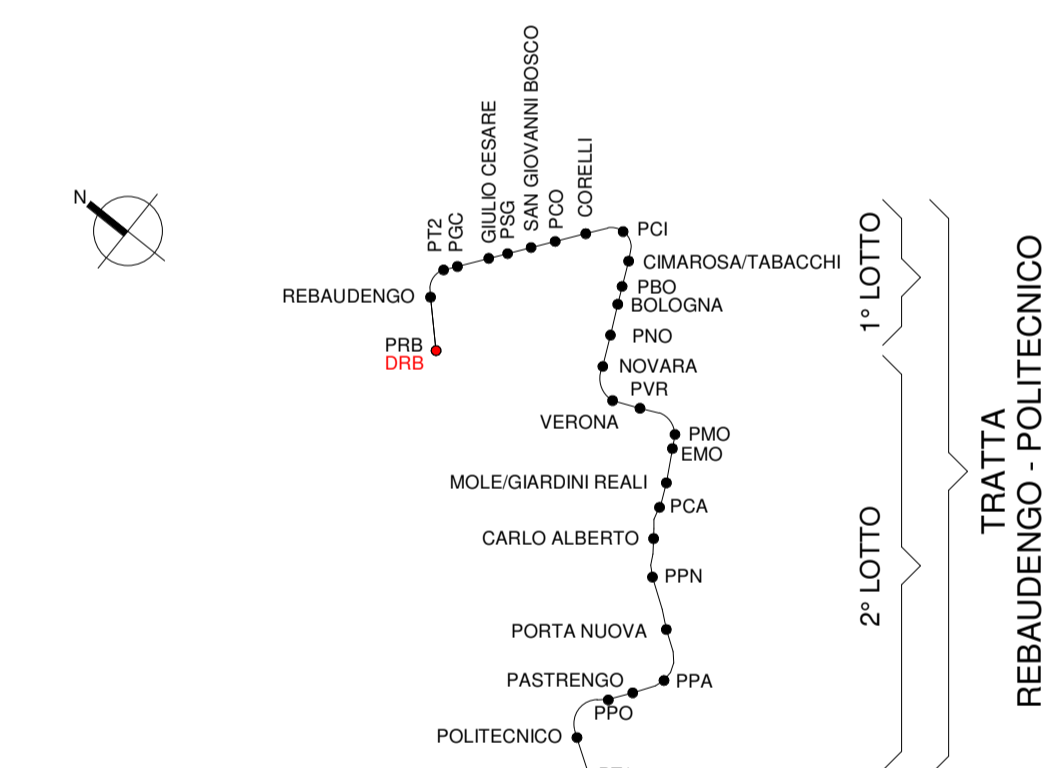 N
PT2
PGC
GIULIO CESARE
PSG
SAN GIOVANNI BOSCO
PCO
CORELLI
PCI
CIMAROSA/TABACCHI
REBAUDENGO
PBO
BOLOGNA
PNO
PRB
DRB
NOVARA
PVR
VERONA
PMO
EMO
MOLE/GIARDINI REALI
PCA
CARLO ALBERTO
PPN
PORTA NUOVA
PASTRENGO
PPA
PPO
POLITECNICO
1° LOTTO
2° LOTTO
TRATTA
REBAUDENGO - POLITECNICO